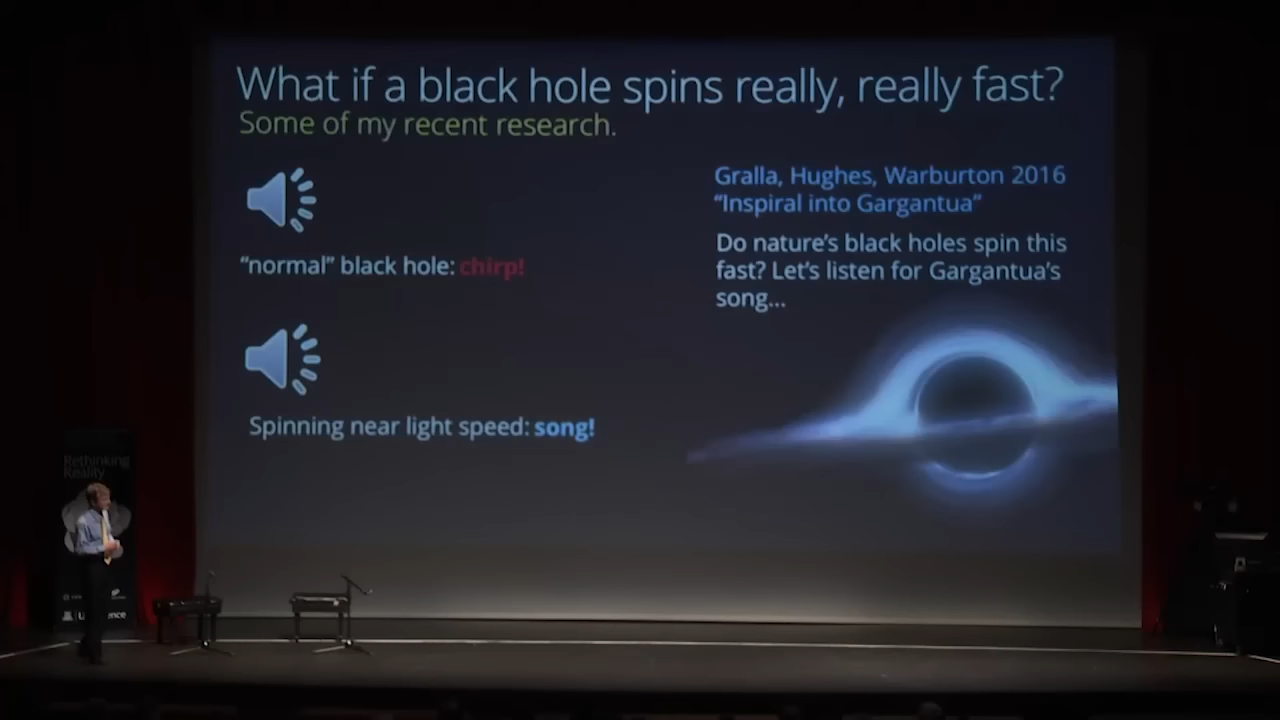 What if a black hole spins really, really fast?
Some of my recent research.
Gralla, Hughes, Warburton 2016
“Inspiral into Gargantua”
Do nature’s black holes spin this
fast? Let’s listen for Gargantua’s
song...
“normal” black hole: chirp!
Spinning near light speed: song!
Rethinking
Reality